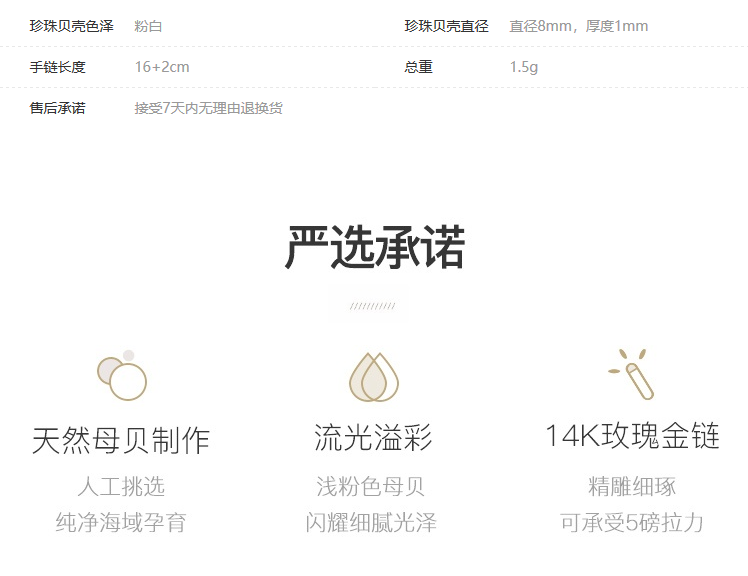 珍珠贝壳色泽 粉白 珍珠贝壳直径 直径8mm，厚度1mm
手链长度 16+2cm 总重 1.5g
售后承诺 接受7天内无理由退换货
严选承诺
///////////
天然母贝制作 流光溢彩 14K玫瑰金链
人工挑选 浅粉色母贝 精雕细琢
纯净海域孕育 闪耀细腻光泽 可承受5磅拉力